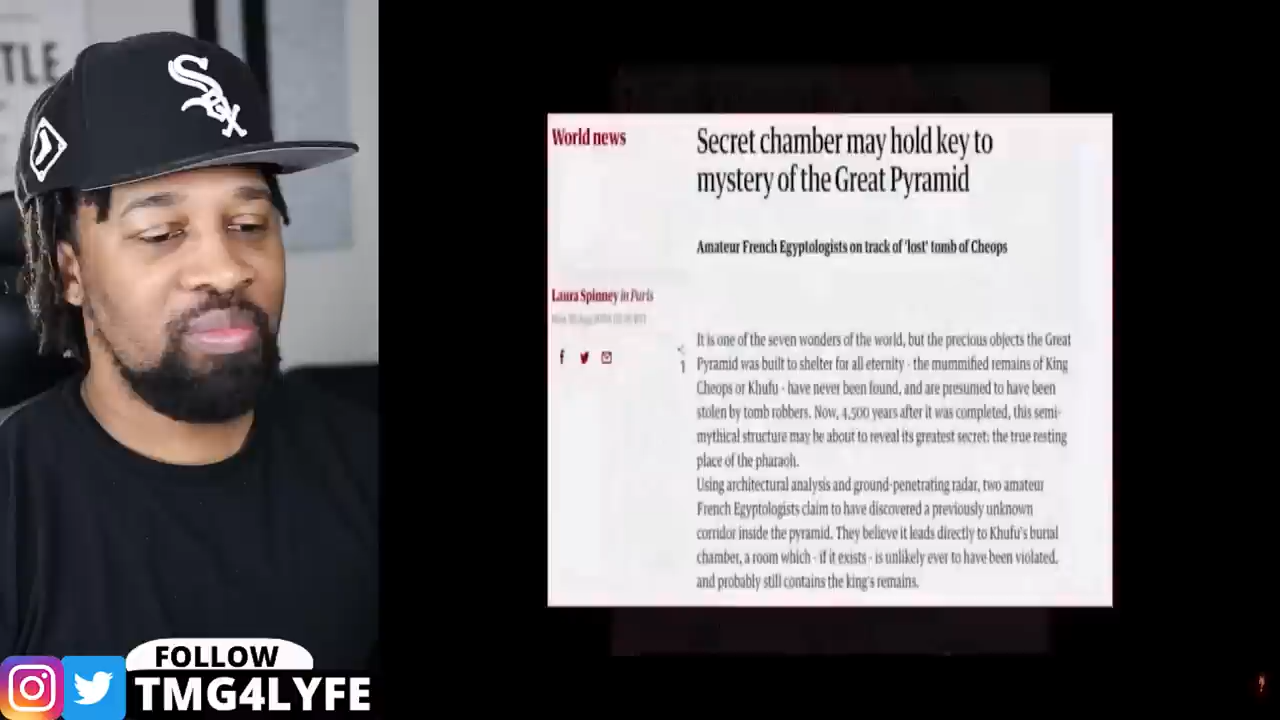 TLE
Sox
World news
Secret chamber may hold key to
mystery of the Great Pyramid
Amateur French Egyptologists on track of 'lost' tomb of Cheops
Laura Spinney in Paris
1
It is one of the seven wonders of the world, but the precious objects the Great
Pyramid was built to shelter for all eternity - the mummified remains of King
Cheops or Khufu - have never been found, and are presumed to have been
stolen by tomb robbers. Now, 4,500 years after it was completed, this semi-
mythical structure may be about to reveal its greatest secret: the true resting
place of the pharaoh.
Using architectural analysis and ground-penetrating radar, two amateur
French Egyptologists claim to have discovered a previously unknown
corridor inside the pyramid. They believe it leads directly to Khufu's burial
chamber, a room which - if it exists - is unlikely ever to have been violated,
and probably still contains the king's remains.
FOLLOW
TMG4LYFE